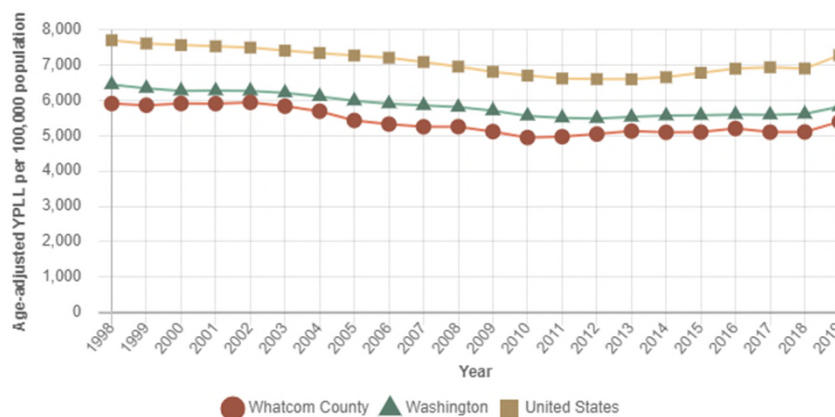 Age-adjusted YPLL per 100,000 population
8,000
7,000
6,000
5,000
4,000
3,000
2,000
1,000
0
1998 1999 2000 2001 2002 2003 2004 2005 2006 2007 2008 2009 2010 2011 2012 2013 2014 2015 2016 2017 2018 2019
Year
Whatcom County Washington United States